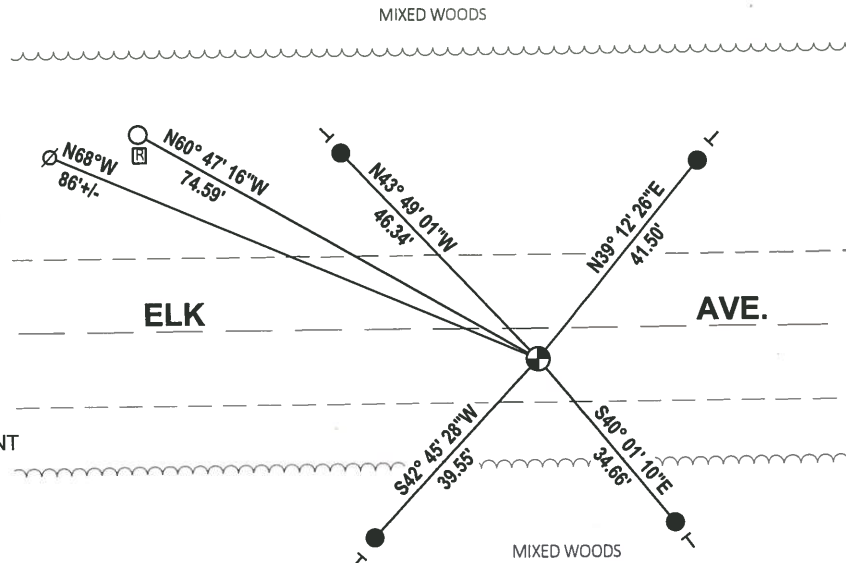 MIXED WOODS
N68°W
86'+/-
R
N60° 47' 16"W
74.59'
N43° 49' 01"W
46.34'
N39° 12' 26"E
41.50'
ELK AVE.
NT
S42° 45' 28"W
39.55'
S40° 01' 10"E
34.66'
MIXED WOODS